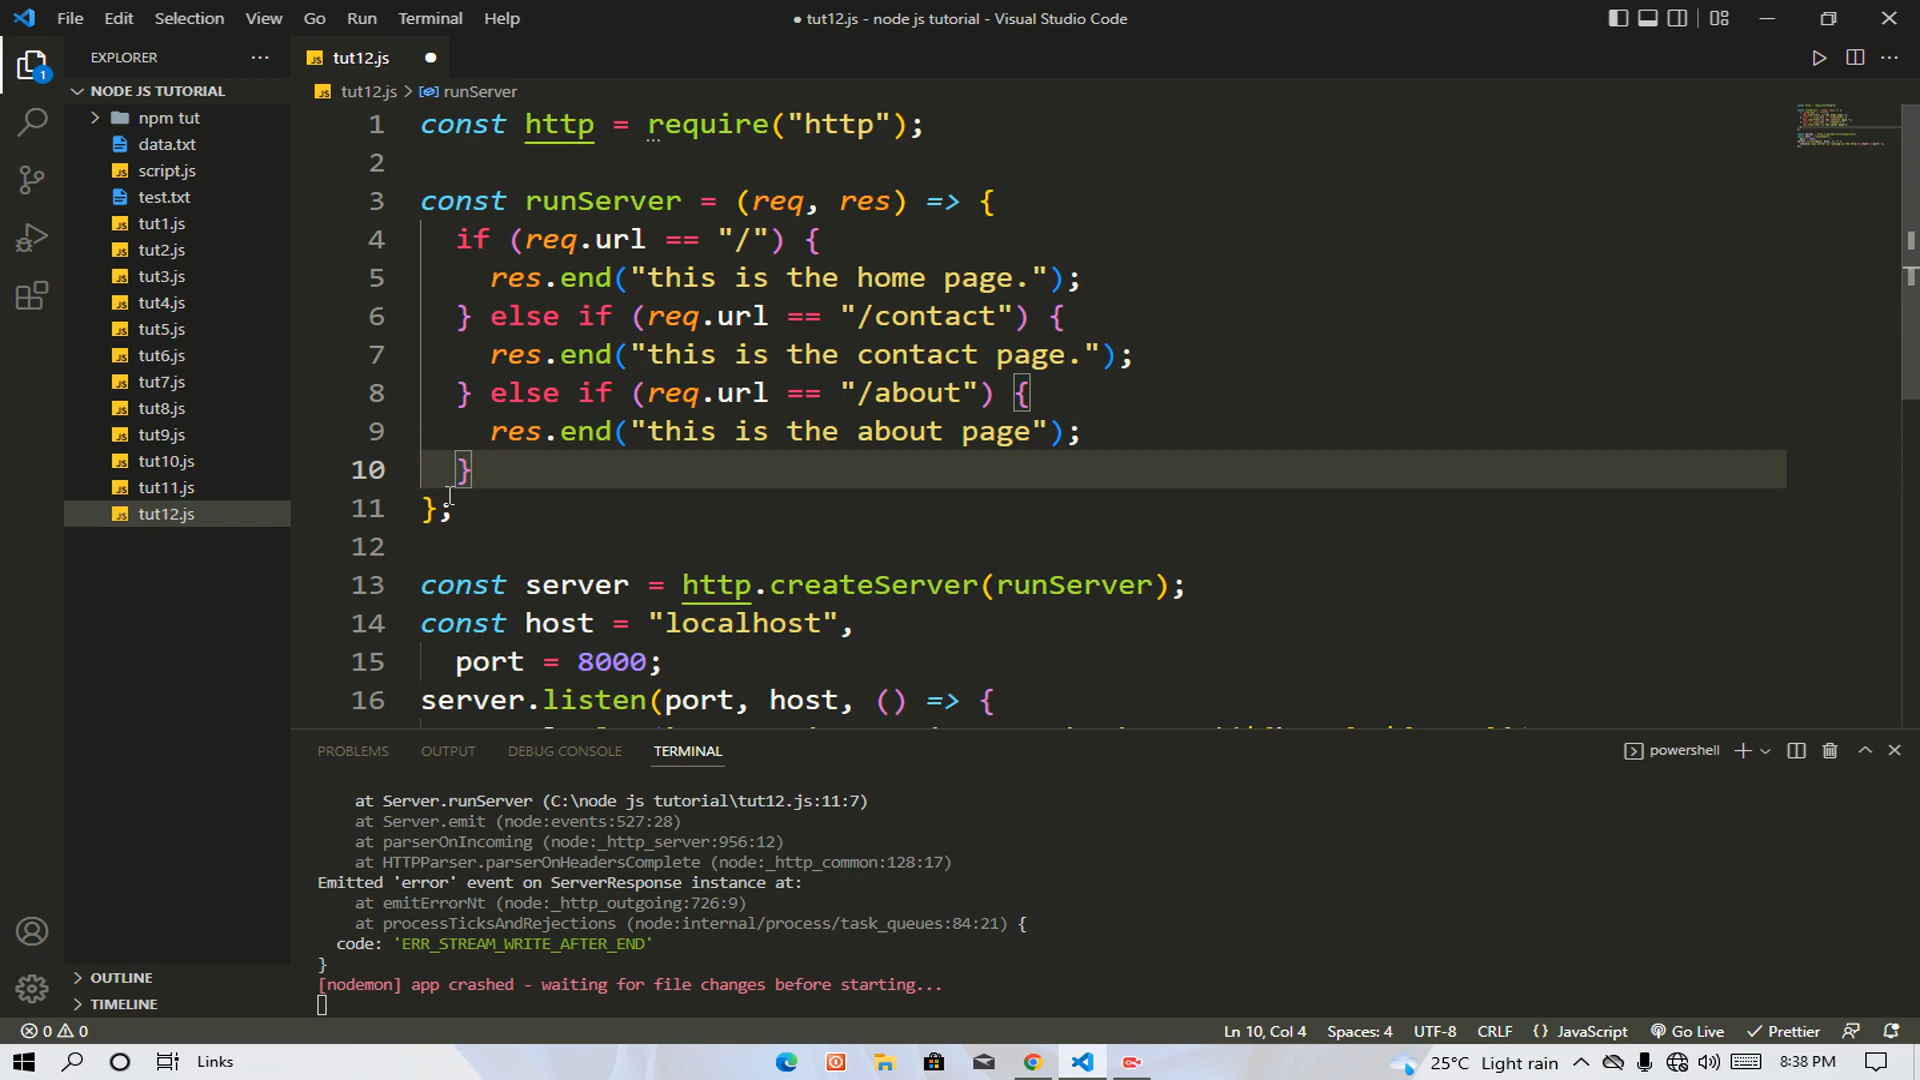 File Edit Selection View Go Run Terminal Help
● tut12.js - node js tutorial - Visual Studio Code
EXPLORER
tut12.js
NODE JS TUTORIAL
tut12.js > runServer
npm tut
data.txt
script.js
test.txt
tut1.js
tut2.js
tut3.js
tut4.js
tut5.js
tut6.js
tut7.js
tut8.js
tut9.js
tut10.js
tut11.js
tut12.js
OUTLINE
TIMELINE
1
1 const http = require("http");
2
3 const runServer = (req, res) => {
4 if (req.url == "/") {
5 res.end("this is the home page.");
6 } else if (req.url == "/contact") {
7 res.end("this is the contact page.");
8 } else if (req.url == "/about") {
9 res.end("this is the about page");
10 }
11 };
12
13 const server = http.createServer(runServer);
14 const host = "localhost",
15 port = 8000;
16 server.listen(port, host, () => {
PROBLEMS OUTPUT DEBUG CONSOLE TERMINAL
powershell
at Server.runServer (C:\node js tutorial\tut12.js:11:7)
at Server.emit (node:events:527:28)
at parserOnIncoming (node:_http_server:956:12)
at HTTPParser.parserOnHeadersComplete (node:_http_common:128:17)
Emitted 'error' event on ServerResponse instance at:
at emitErrorNt (node:_http_outgoing:726:9)
at processTicksAndRejections (node:internal/process/task_queues:84:21) {
code: 'ERR_STREAM_WRITE_AFTER_END'
}
[nodemon] app crashed - waiting for file changes before starting...
0 0
Ln 10, Col 4 Spaces: 4 UTF-8 CRLF {} JavaScript Go Live Prettier
Links
25°C Light rain
8:38 PM